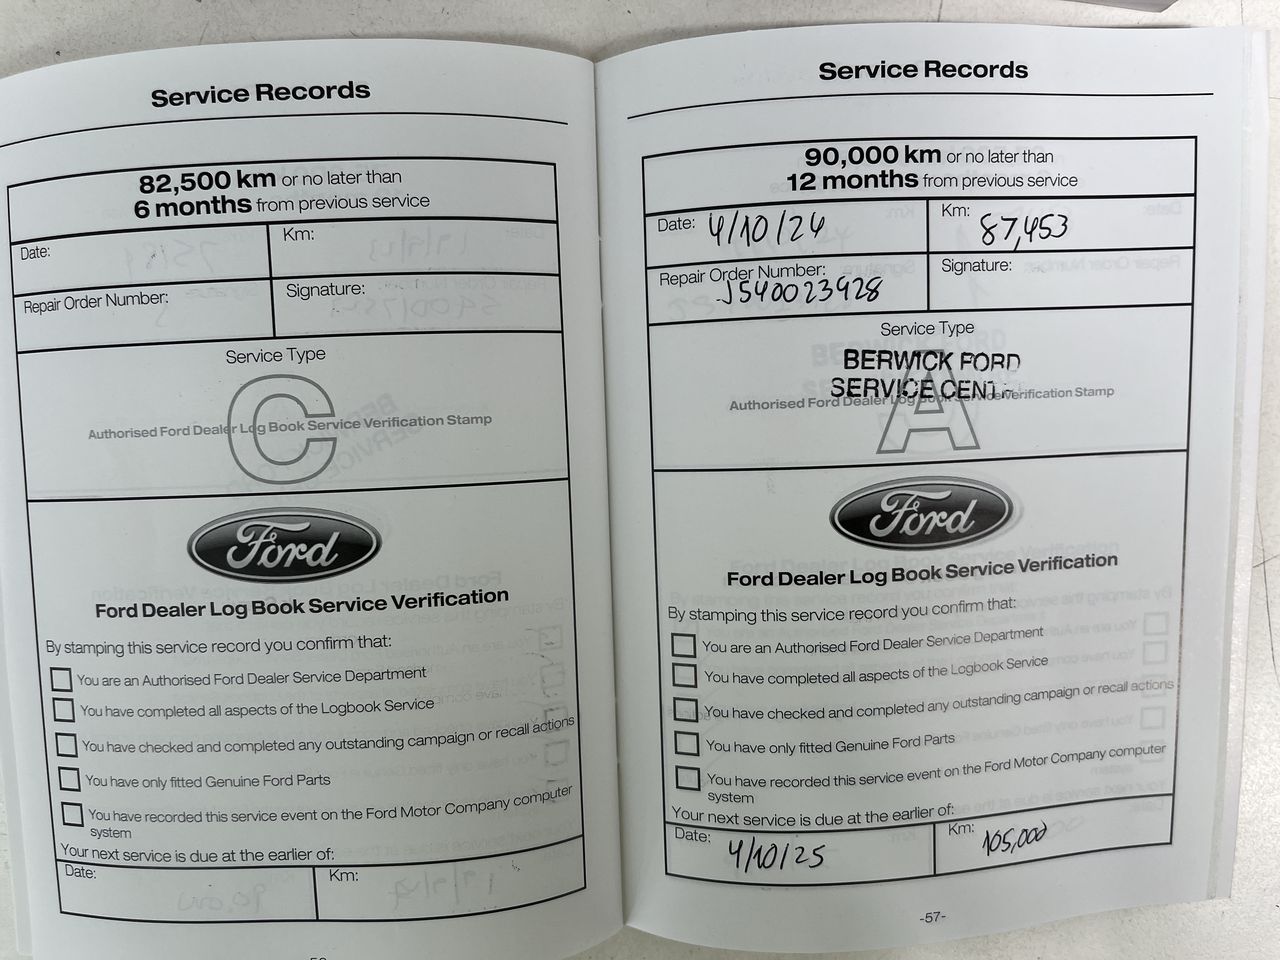 Service Records
82,500 km or no later than
6 months from previous service
Date:
Km:
Repair Order Number:
Signature:
Service Type
C
Authorised Ford Dealer Log Book Service Verification Stamp
Ford
Ford Dealer Log Book Service Verification
By stamping this service record you confirm that:
You are an Authorised Ford Dealer Service Department
You have completed all aspects of the Logbook Service
You have checked and completed any outstanding campaign or recall actions
You have only fitted Genuine Ford Parts
You have recorded this service event on the Ford Motor Company computer
system
Your next service is due at the earlier of:
Date:
Km:
Service Records
90,000 km or no later than
12 months from previous service
Date: 4/10/24
Km: 87,453
Repair Order Number:
J540023928
Signature:
Service Type
BERWICK FORD
SERVICE
A
Authorised Ford Dealer Log Book Service Verification Stamp
Ford
Ford Dealer Log Book Service Verification
By stamping this service record you confirm that:
You are an Authorised Ford Dealer Service Department
You have completed all aspects of the Logbook Service
You have checked and completed any outstanding campaign or recall actions
You have only fitted Genuine Ford Parts
You have recorded this service event on the Ford Motor Company computer
system
Your next service is due at the earlier of:
Date: 4/10/25
Km: 105,000
-57-